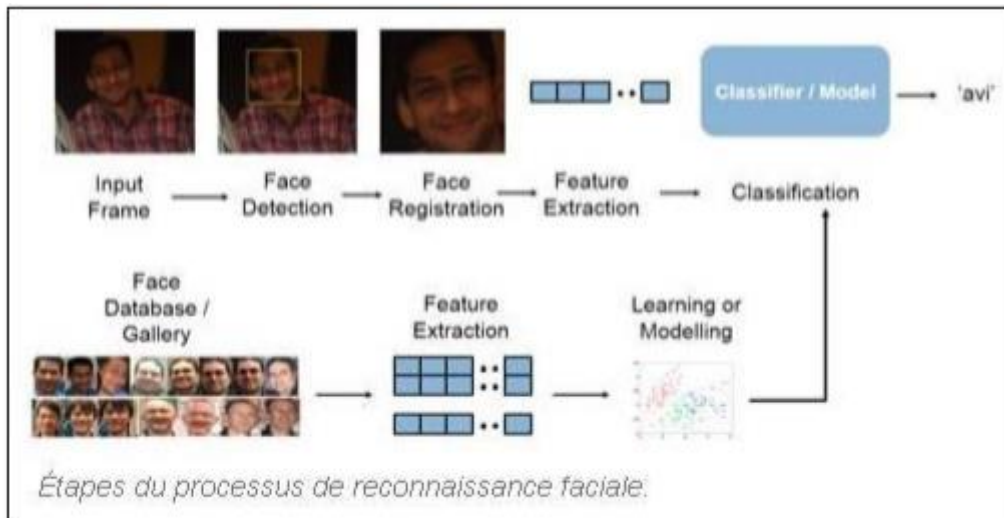 Classifier / Model
'avi'
Input
Frame
Face
Detection
Face
Registration
Feature
Extraction
Classification
Face
Database /
Gallery
Feature
Extraction
Learning or
Modelling
Étapes du processus de reconnaissance faciale.